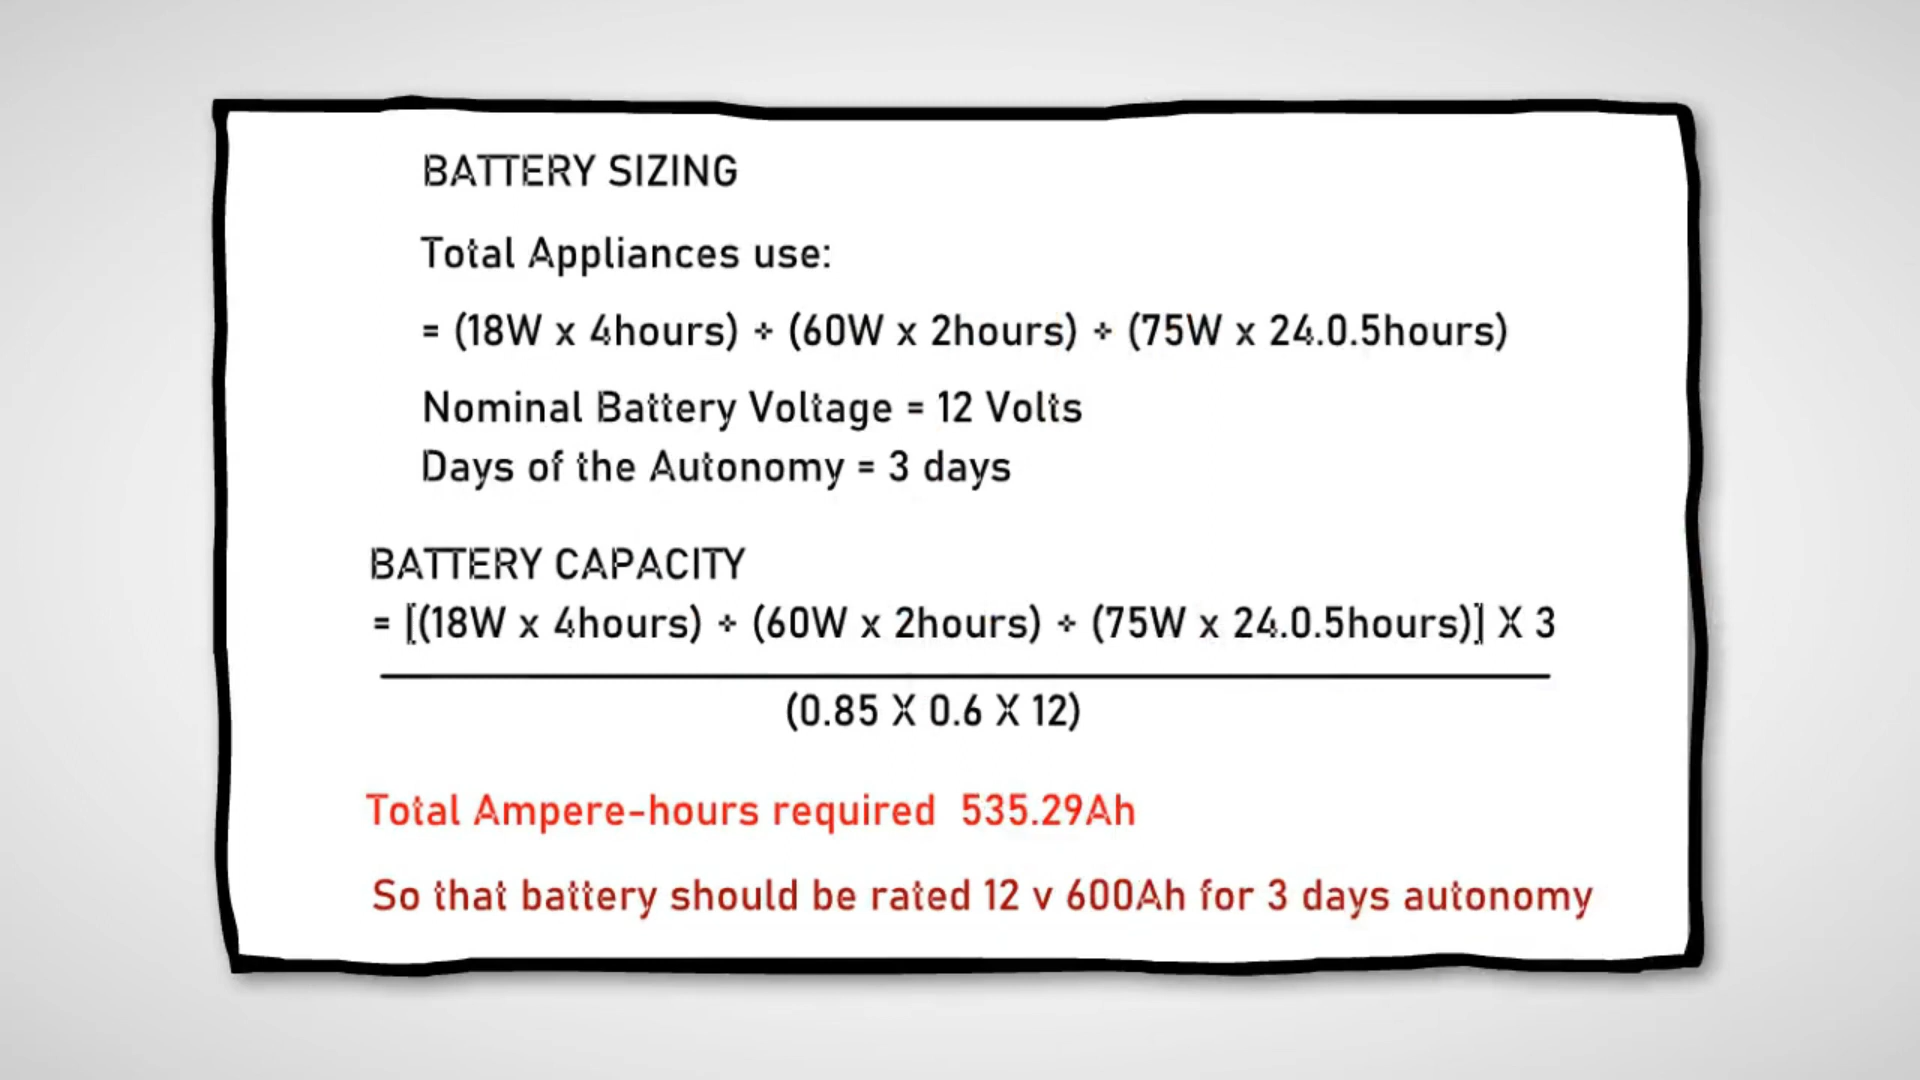 BATTERY SIZING
Total Appliances use:
= (18W x 4hours) + (60W x 2hours) + (75W x 24.0.5hours)
Nominal Battery Voltage = 12 Volts
Days of the Autonomy = 3 days
BATTERY CAPACITY
= [(18W x 4hours) + (60W x 2hours) + (75W x 24.0.5hours)] X 3
(0.85 X 0.6 X 12)
Total Ampere-hours required 535.29Ah
So that battery should be rated 12 v 600Ah for 3 days autonomy